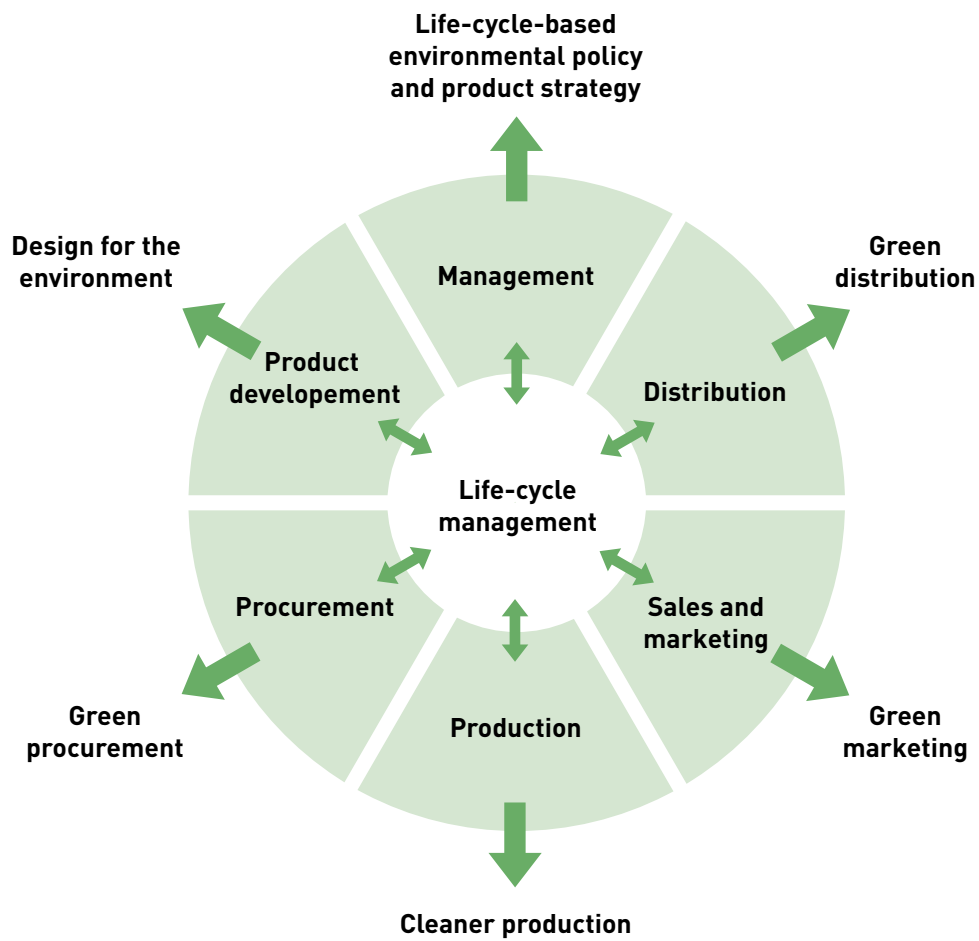 Life-cycle-based
environmental policy
and product strategy
Design for the
environment
Green
distribution
Management
Product
developement
Distribution
Life-cycle
management
Procurement
Sales and
marketing
Green
procurement
Production
Green
marketing
Cleaner production